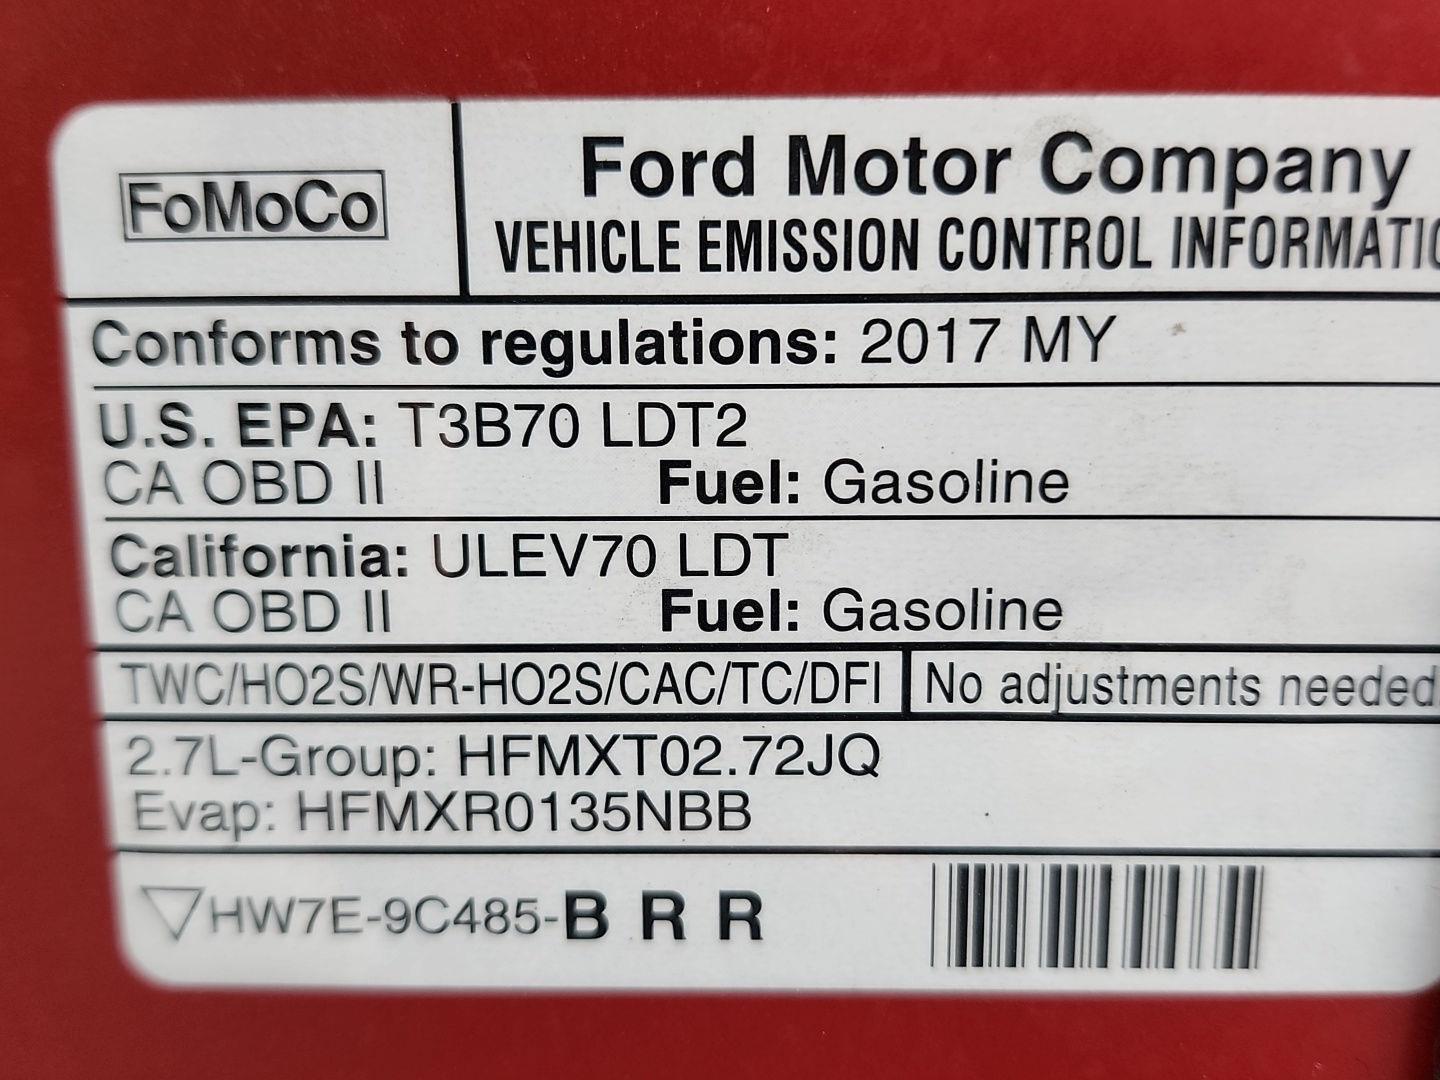 FoMoCo
Ford Motor Company
VEHICLE EMISSION CONTROL
Conforms to regulations: 2017 MY
U.S. EPA: T3B70 LDT2
CA OBD II Fuel: Gasoline
California: ULEV70 LDT
CA OBD II Fuel: Gasoline
TWC/HO2S/WR-HO2S/CAC/TC/DFI No adjustments needed
2.7L-Group: HFMXT02.72JQ
Evap: HFMXR0135NBB
▽HW7E-9C485-B R R